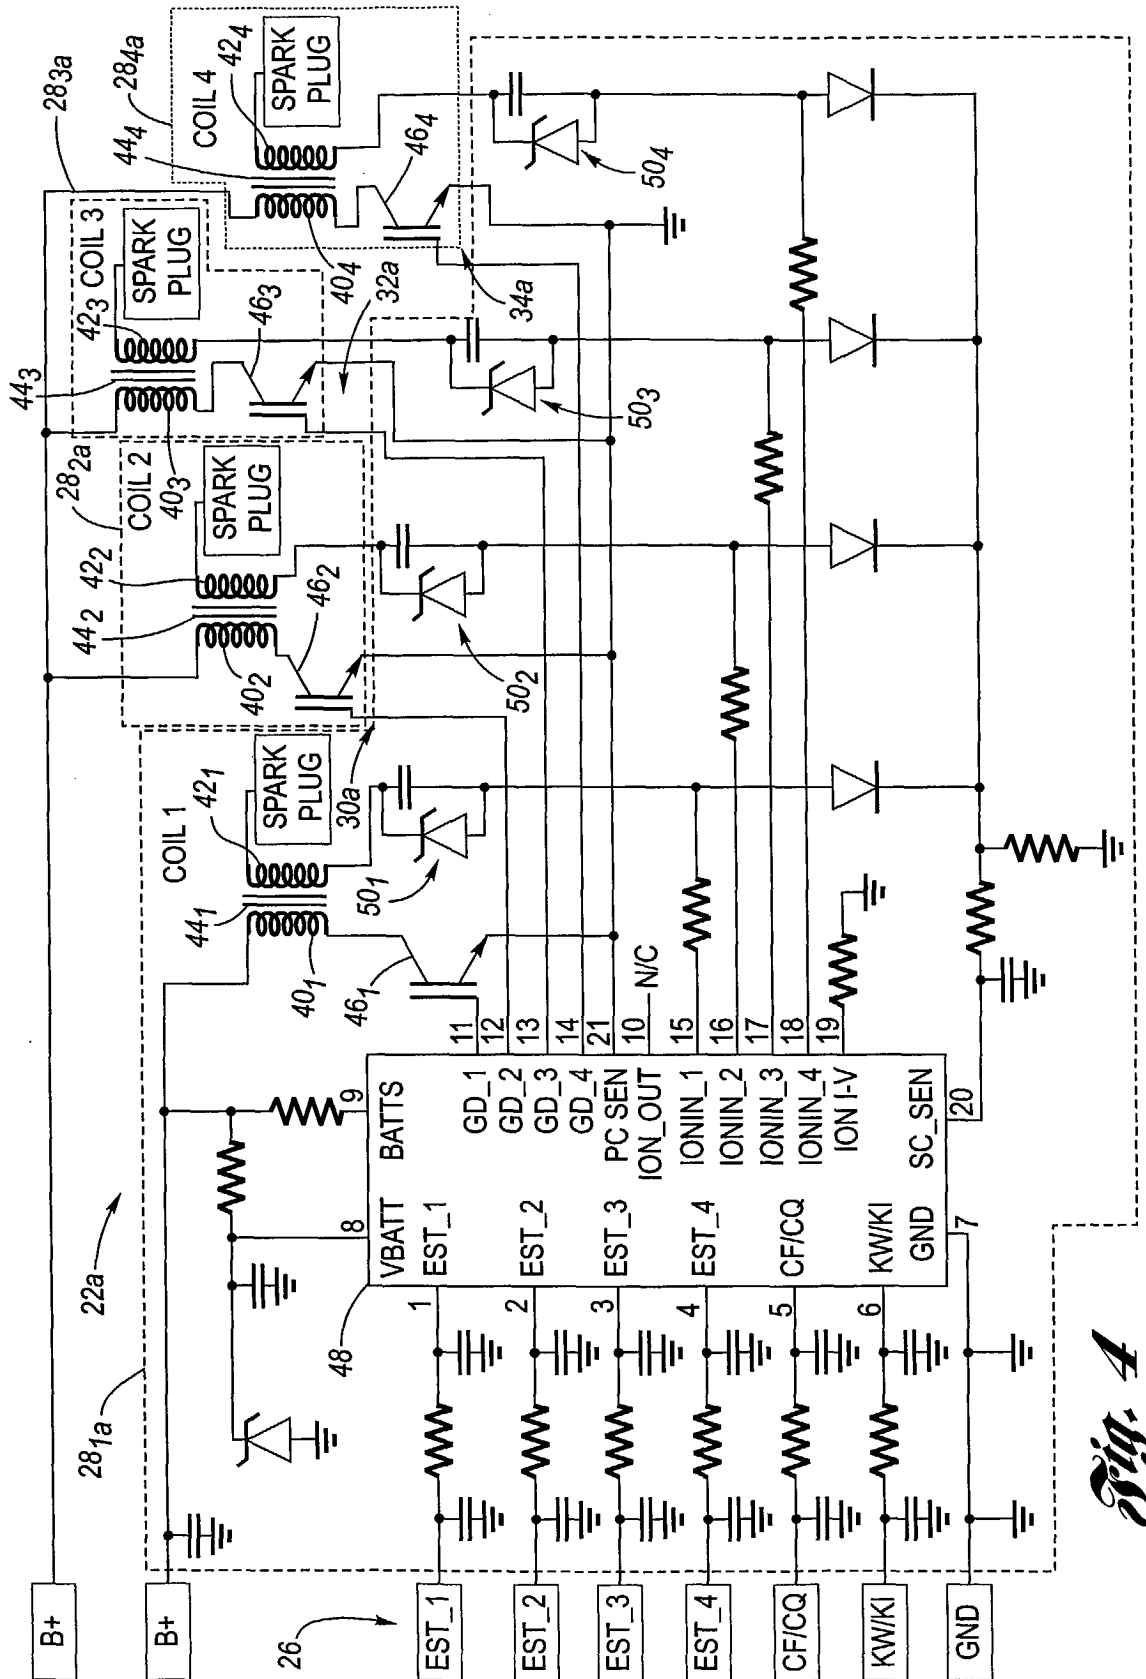 B+
B+
26
EST_1
EST_2
EST_3
EST_4
CF/CQ
KW/KI
GND
22a
28₁a
48
1
2
3
4
5
6
7
8
9
VBATT
BATTS
EST_1
EST_2
EST_3
EST_4
CF/CQ
KW/KI
GND
SC_SEN
20
GD_1
GD_2
GD_3
GD_4
PC SEN
ION_OUT
IONIN_1
IONIN_2
IONIN_3
IONIN_4
ION I-V
11
12
13
14
21
10
N/C
15
16
17
18
19
COIL 1
42₁
44₁
40₁
46₁
50₁
SPARK
PLUG
30a
28₂a
COIL 2
42₂
44₂
40₂
46₂
50₂
SPARK
PLUG
28₃a
COIL 3
42₃
44₃
40₃
46₃
50₃
SPARK
PLUG
32a
28₄a
COIL 4
42₄
44₄
40₄
46₄
50₄
SPARK
PLUG
34a
Fig. 4